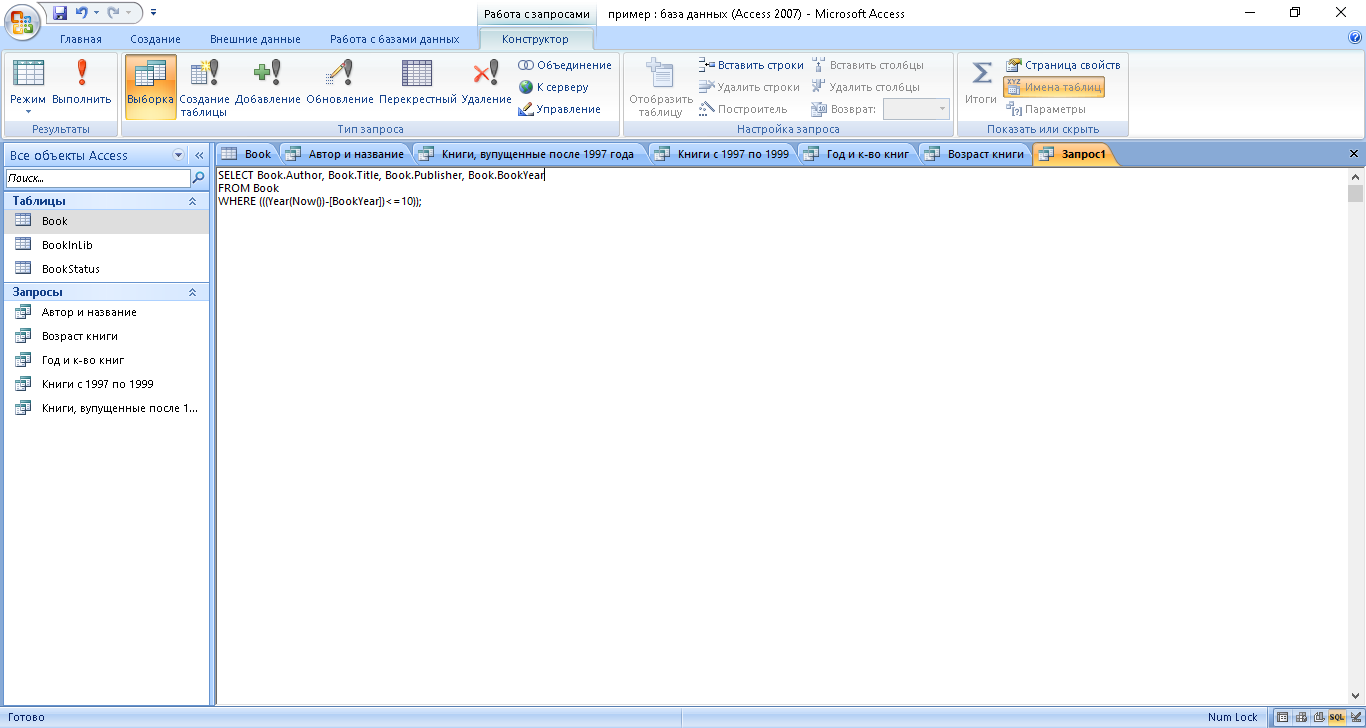 Работа с запросами
пример : база данных (Access 2007) - Microsoft Access
Главная Создание Внешние данные Работа с базами данных Конструктор
Режим Выполнить
Результаты
Выборка Создание таблицы Добавление Обновление Перекрестный Удаление
Объединение
К серверу
Управление
Тип запроса
Отобразить таблицу
Вставить строки
Удалить строки
Построитель
Вставить столбцы
Удалить столбцы
Возврат:
Настройка запроса
Итоги
Страница свойств
XYZ Имена таблиц
Параметры
Показать или скрыть
Все объекты Access
Поиск...
Таблицы
Book
BookInLib
BookStatus
Запросы
Автор и название
Возраст книги
Год и к-во книг
Книги с 1997 по 1999
Книги, вупущенные после 1...
Book Автор и название Книги, вупущенные после 1997 года Книги с 1997 по 1999 Год и к-во книг Возраст книги Запрос1
SELECT Book.Author, Book.Title, Book.Publisher, Book.BookYear
FROM Book
WHERE (((Year(Now())-[BookYear])<=10));
Готово
Num Lock
SQL